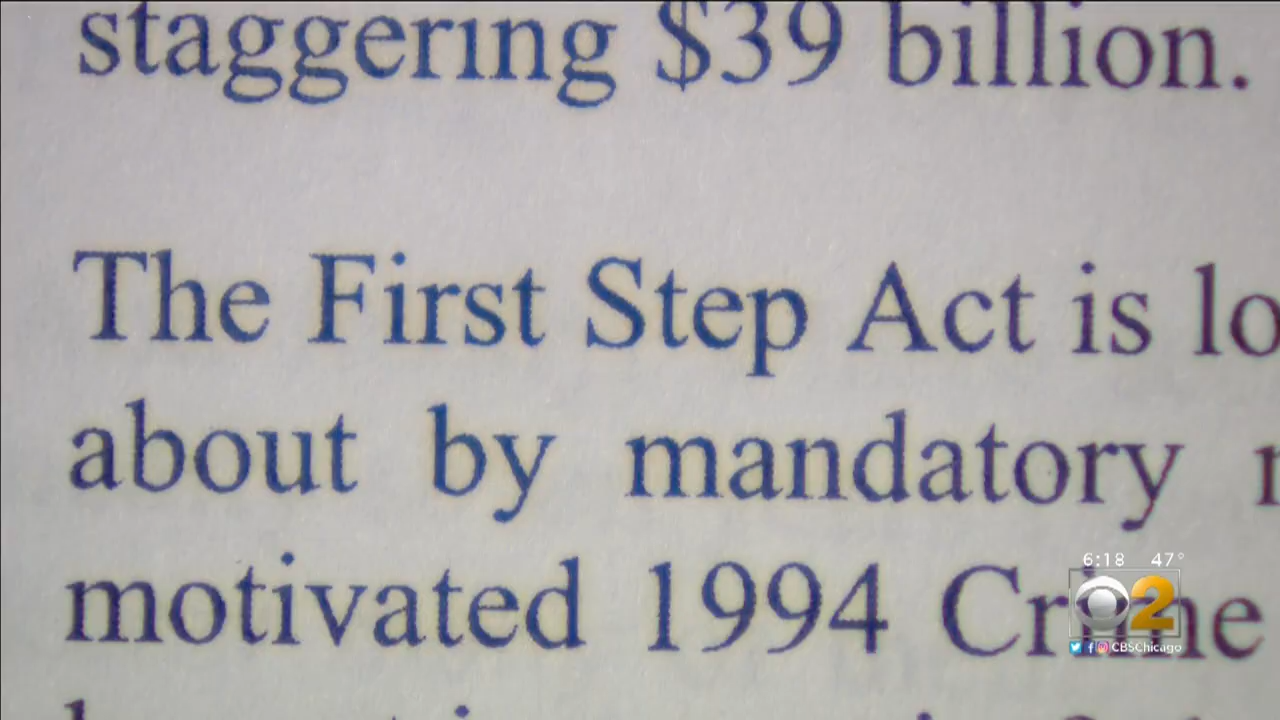 staggering $39 billion.
The First Step Act is lo
about by mandatory
motivated 1994 Crime
6:18 47°
2
CBSChicago